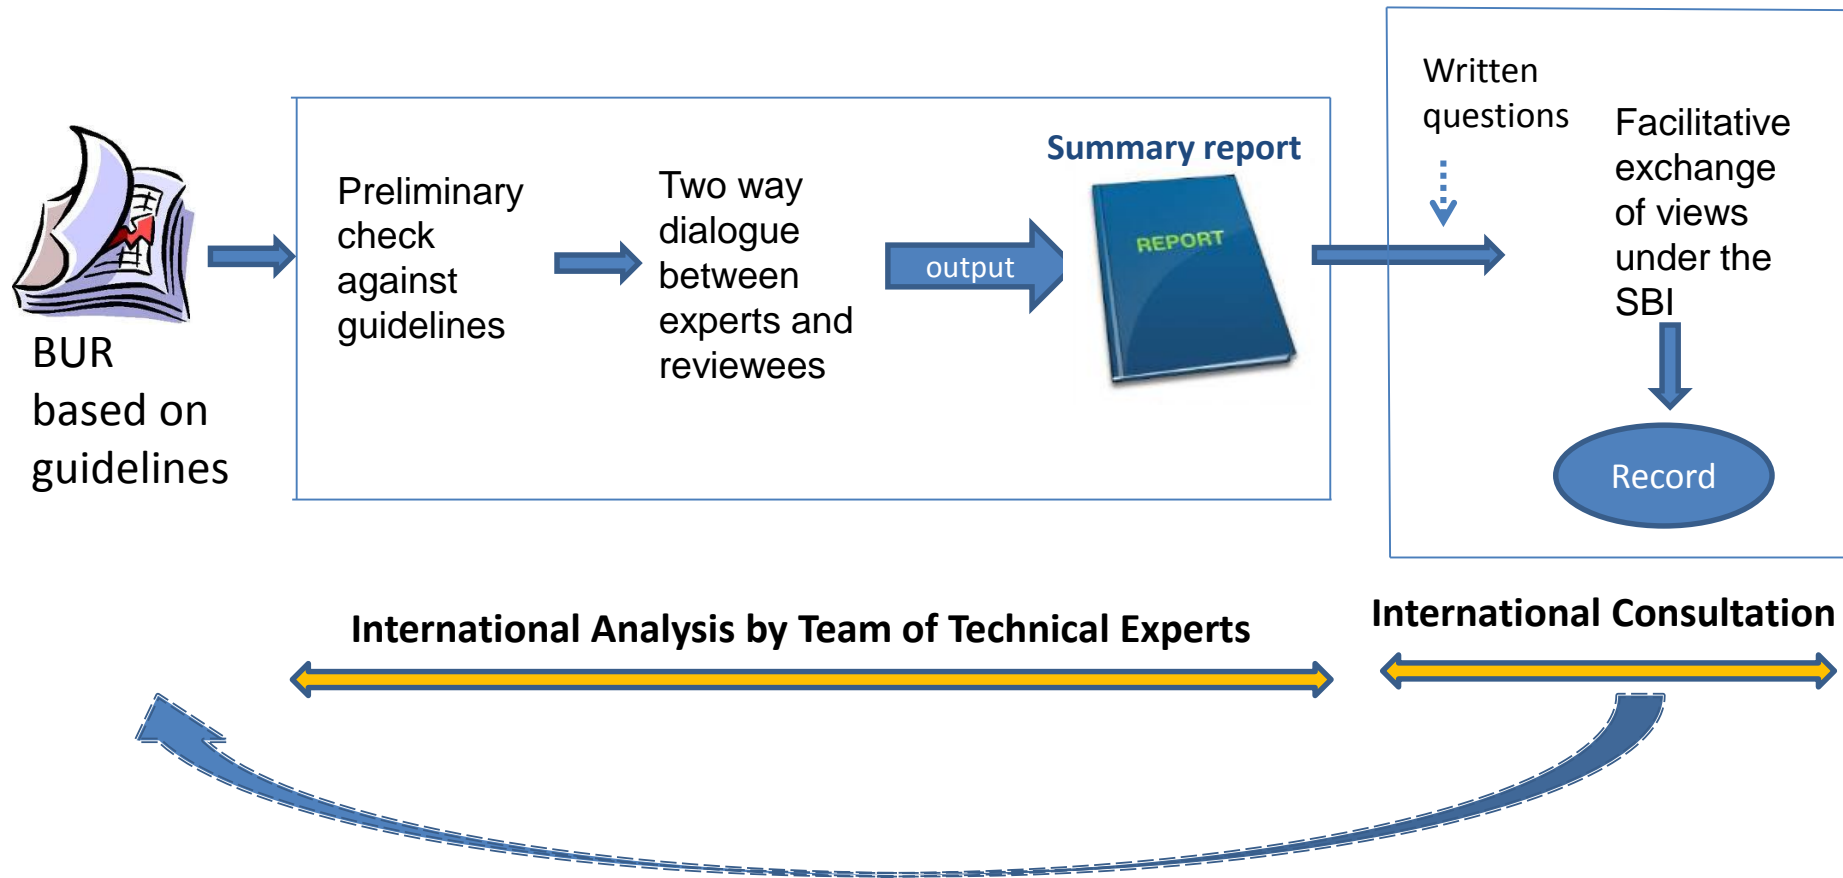 BUR
based on
guidelines
Preliminary
check
against
guidelines
Two way
dialogue
between
experts and
reviewees
output
Summary report
REPORT
Written
questions
Facilitative
exchange
of views
under the
SBI
Record
International Analysis by Team of Technical Experts
International Consultation